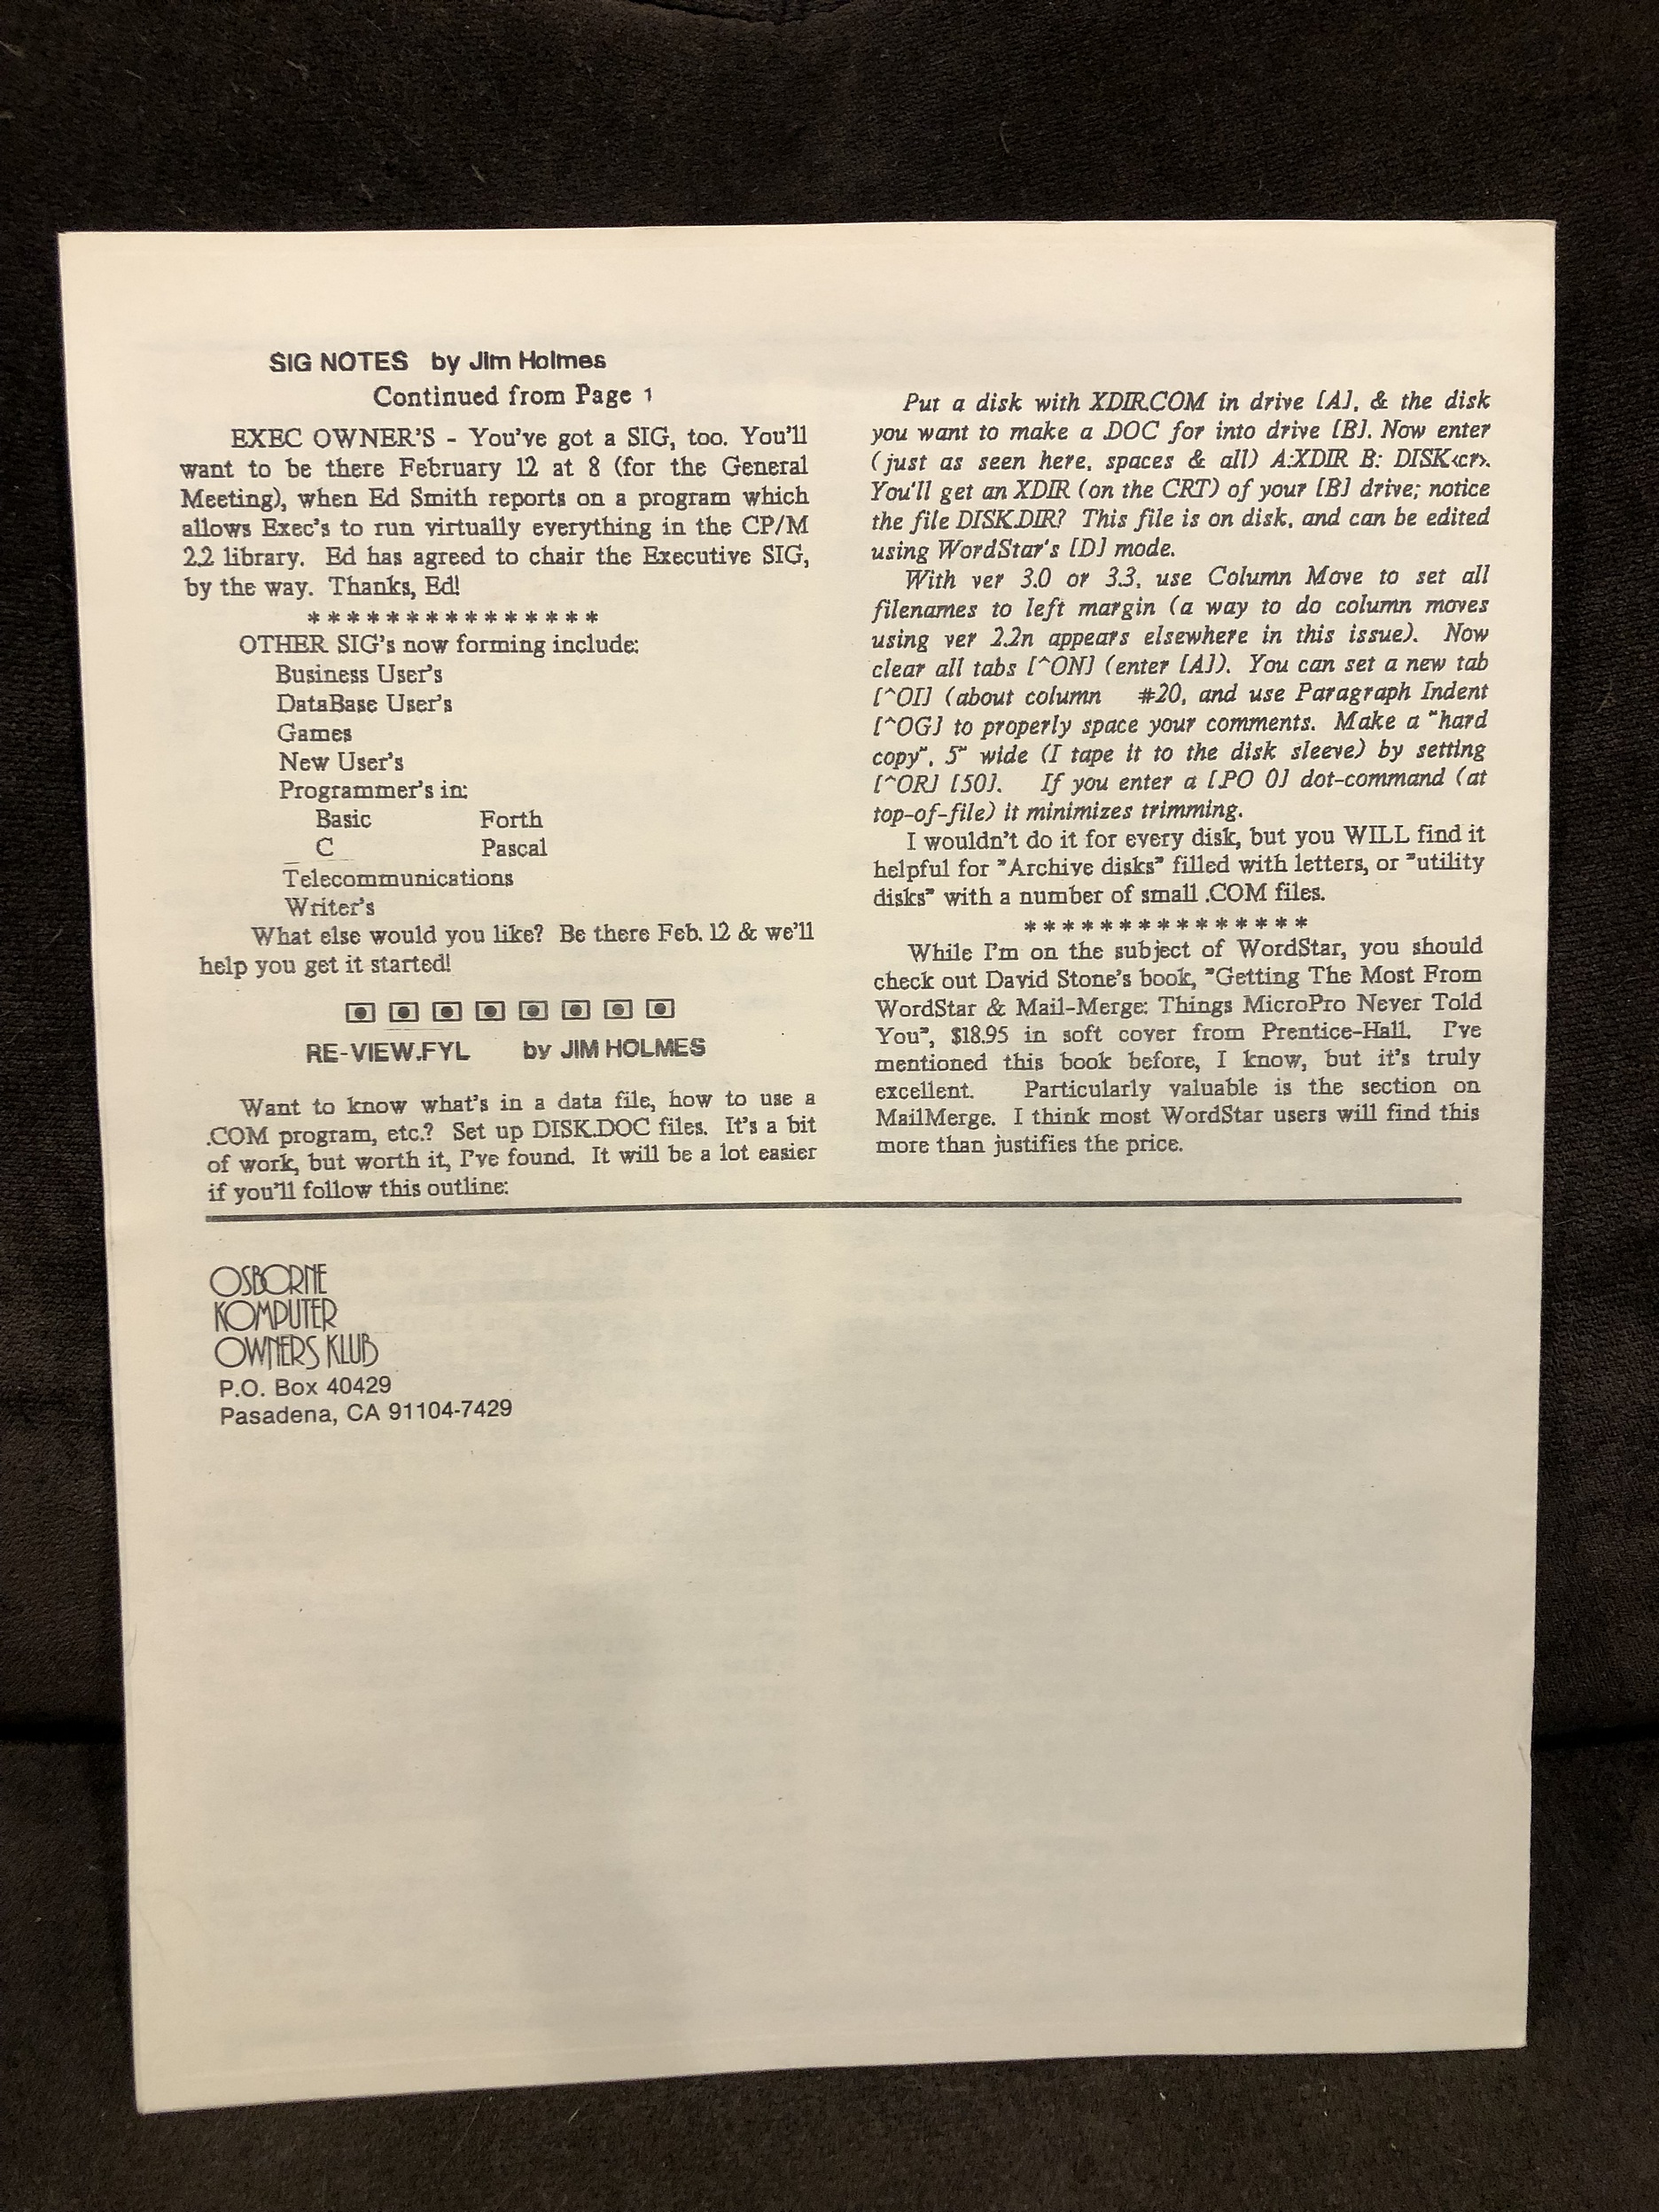 SIG NOTES by Jim Holmes
Continued from Page 1
EXEC OWNER'S - You've got a SIG, too. You'll
want to be there February 12 at 8 (for the General
Meeting), when Ed Smith reports on a program which
allows Exec's to run virtually everything in the CP/M
2.2 library. Ed has agreed to chair the Executive SIG,
by the way. Thanks, Ed!
* * * * * * * * * * * * * * *
OTHER SIG's now forming include:
Business User's
DataBase User's
Games
New User's
Programmer's in:
Basic Forth
C Pascal
Telecommunications
Writer's
What else would you like? Be there Feb. 12 & we'll
help you get it started!
RE-VIEW.FYL by JIM HOLMES
Want to know what's in a data file, how to use a
.COM program, etc.? Set up DISK.DOC files. It's a bit
of work, but worth it, I've found. It will be a lot easier
if you'll follow this outline:
Put a disk with XDIR.COM in drive [A], & the disk
you want to make a .DOC for into drive [B]. Now enter
(just as seen here, spaces & all) A:XDIR B: DISK<cr>.
You'll get an XDIR (on the CRT) of your [B] drive; notice
the file DISK.DIR? This file is on disk, and can be edited
using WordStar's [D] mode.
With ver 3.0 or 3.3, use Column Move to set all
filenames to left margin (a way to do column moves
using ver 2.2n appears elsewhere in this issue). Now
clear all tabs [^ON] (enter [A]). You can set a new tab
[^OI] (about column #20, and use Paragraph Indent
[^OG] to properly space your comments. Make a "hard
copy", 5" wide (I tape it to the disk sleeve) by setting
[^OR] [50]. If you enter a [.PO 0] dot-command (at
top-of-file) it minimizes trimming.
I wouldn't do it for every disk, but you WILL find it
helpful for "Archive disks" filled with letters, or "utility
disks" with a number of small .COM files.
* * * * * * * * * * * * * * *
While I'm on the subject of WordStar, you should
check out David Stone's book, "Getting The Most From
WordStar & Mail-Merge: Things MicroPro Never Told
You", $18.95 in soft cover from Prentice-Hall. I've
mentioned this book before, I know, but it's truly
excellent. Particularly valuable is the section on
MailMerge. I think most WordStar users will find this
more than justifies the price.
OSBORNE
KOMPUTER
OWNERS KLUB
P.O. Box 40429
Pasadena, CA 91104-7429